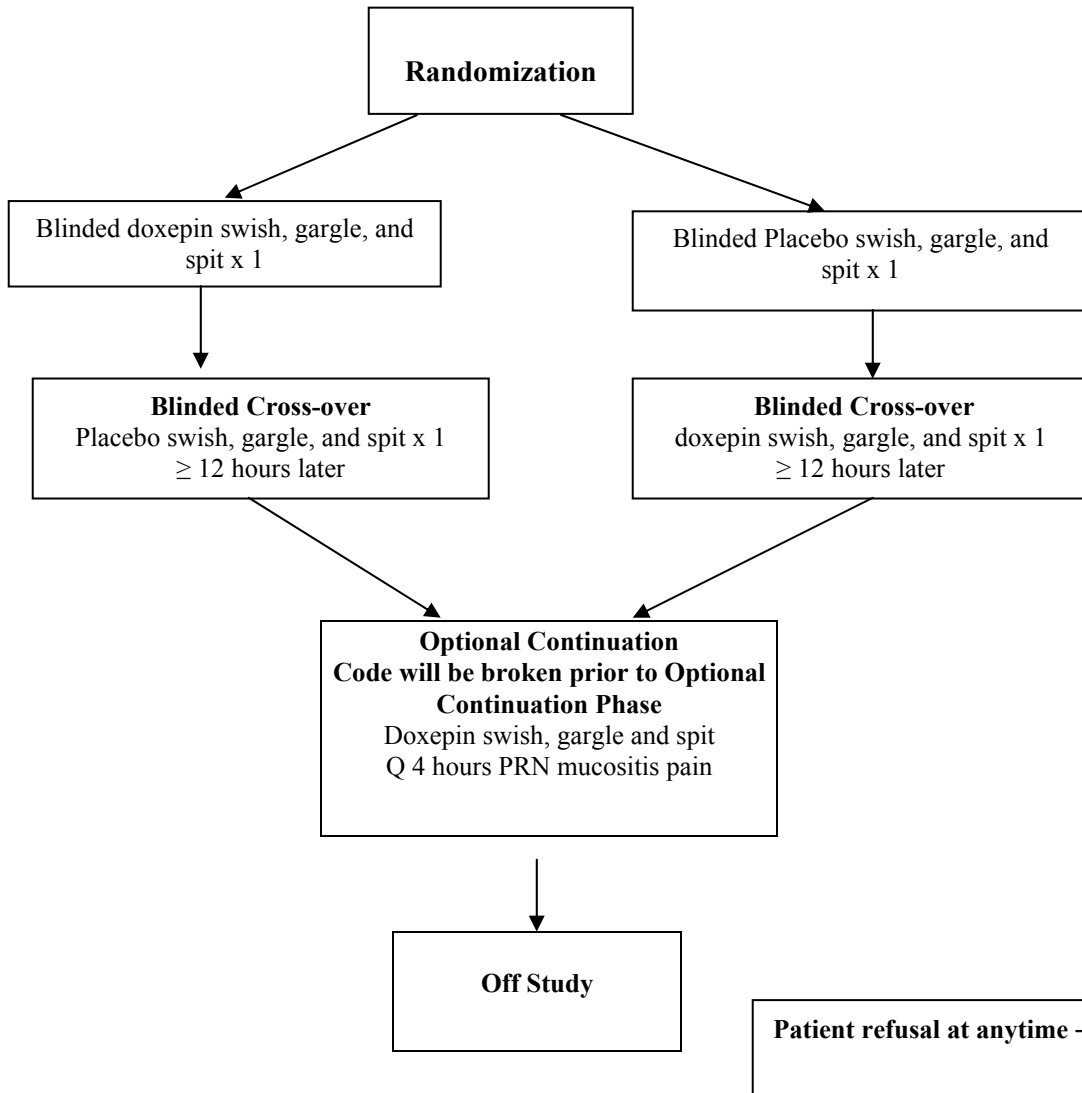 Randomization
Blinded doxepin swish, gargle, and
spit x 1
Blinded Placebo swish, gargle, and
spit x 1
Blinded Cross-over
Placebo swish, gargle, and spit x 1
≥ 12 hours later
Blinded Cross-over
doxepin swish, gargle, and spit x 1
≥ 12 hours later
Optional Continuation
Code will be broken prior to Optional
Continuation Phase
Doxepin swish, gargle and spit
Q 4 hours PRN mucositis pain
Off Study
Patient refusal at anytime -